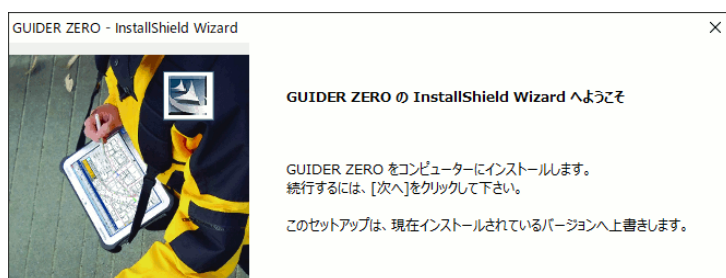 GUIDER ZERO - InstallShield Wizard
GUIDER ZERO の InstallShield Wizard へようこそ
GUIDER ZERO をコンピューターにインストールします。
続行するには、[次へ]をクリックして下さい。
このセットアップは、現在インストールされているバージョンへ上書きします。